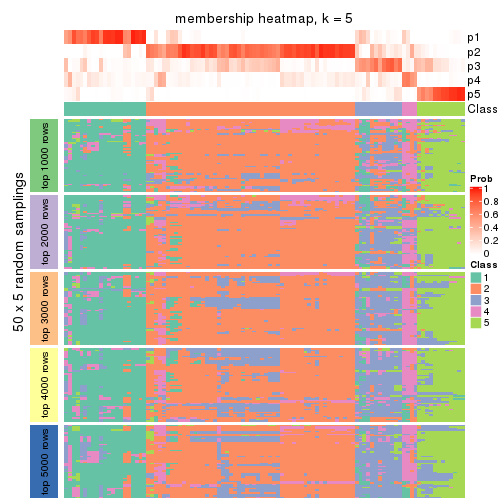 membership heatmap, k = 5
p1
p2
p3
p4
p5
Class
50 x 5 random samplings
top 1000 rows
top 2000 rows
top 3000 rows
top 4000 rows
top 5000 rows
Prob
1
0.8
0.6
0.4
0.2
0
Class
1
2
3
4
5